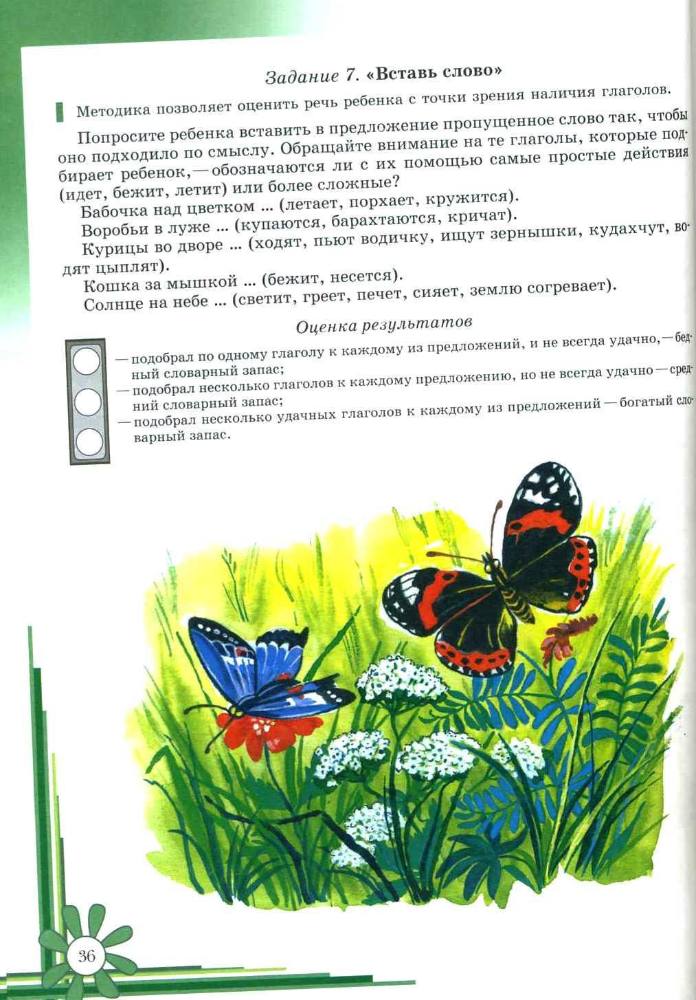 Задание 7. «Вставь слово»
Методика позволяет оценить речь ребенка с точки зрения наличия глаголов.
Попросите ребенка вставить в предложение пропущенное слово так, чтобы
оно подходило по смыслу. Обращайте внимание на те глаголы, которые под-
бирает ребенок,— обозначаются ли с их помощью самые простые действия
(идет, бежит, летит) или более сложные?
Бабочка над цветком ... (летает, порхает, кружится).
Воробьи в луже ... (купаются, барахтаются, кричат).
Курицы во дворе ... (ходят, пьют водичку, ищут зернышки, кудахчут, во-
дят цыплят).
Кошка за мышкой ... (бежит, несется).
Солнце на небе ... (светит, греет, печет, сияет, землю согревает).
Оценка результатов
— подобрал по одному глаголу к каждому из предложений, и не всегда удачно,— бед-
ный словарный запас;
— подобрал несколько глаголов к каждому предложению, но не всегда удачно — сред-
ний словарный запас;
— подобрал несколько удачных глаголов к каждому из предложений — богатый сло-
варный запас.
36